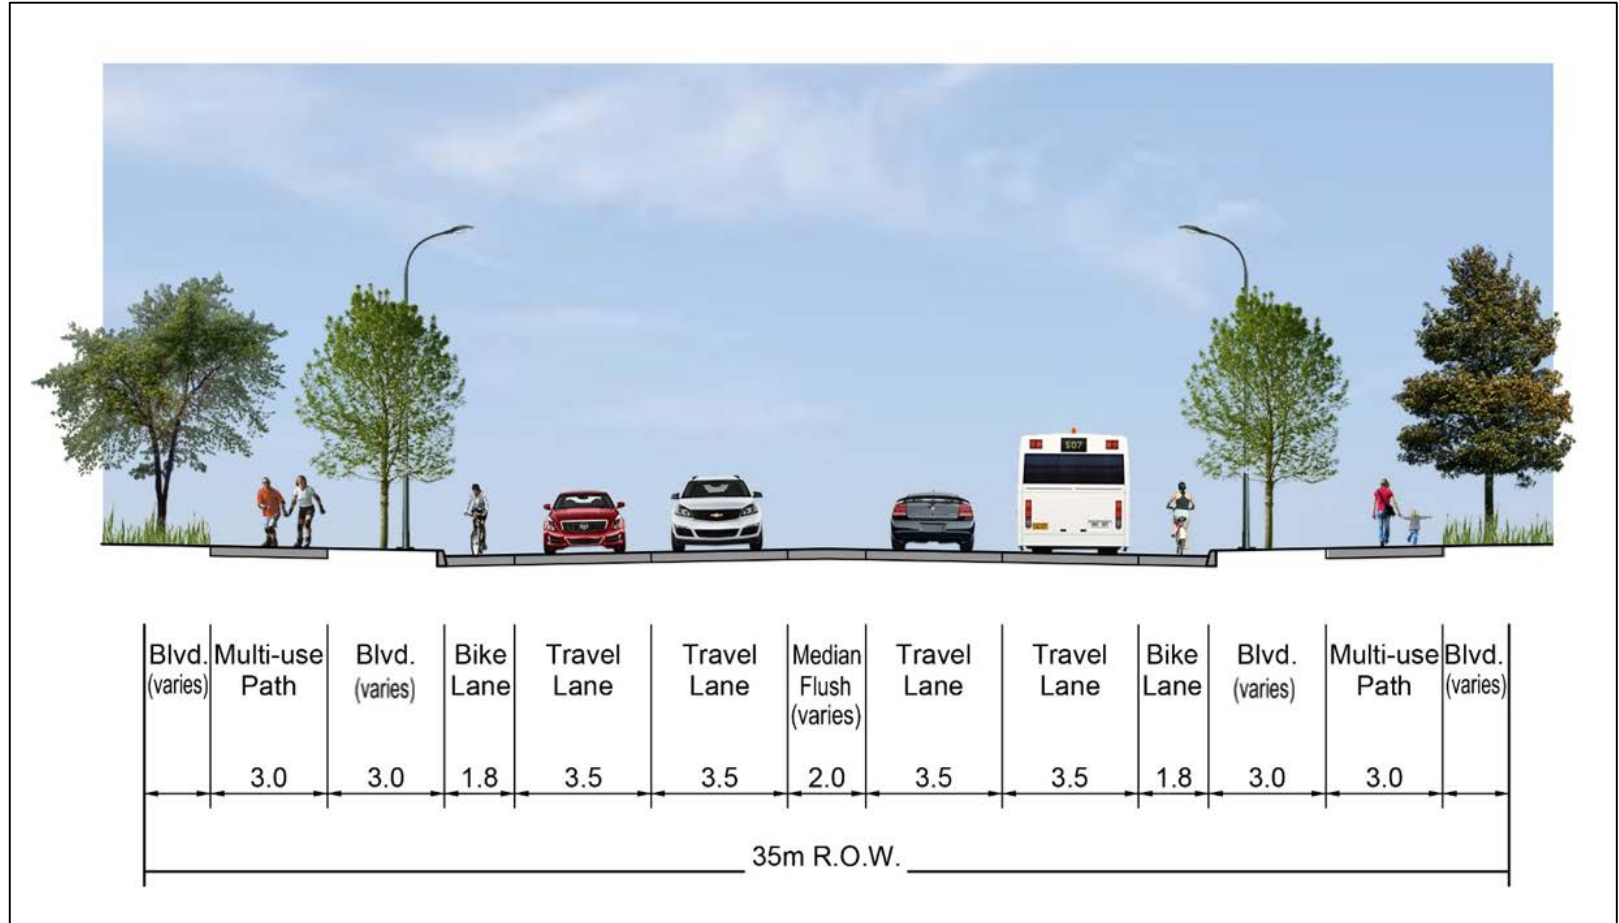 507
Blvd. Multi-use Blvd. Bike Travel Travel Median Travel Travel Bike Blvd. Multi-use Blvd.
(varies) Path (varies) Lane Lane Lane Flush Lane Lane Lane (varies) Path (varies)
(varies)
3.0 3.0 1.8 3.5 3.5 2.0 3.5 3.5 1.8 3.0 3.0
35m R.O.W.